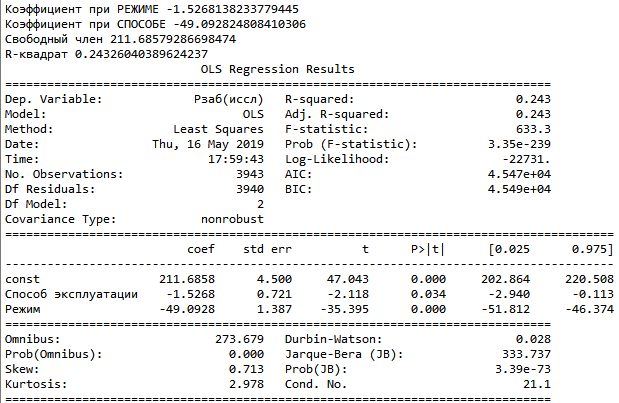 Коэффициент при РЕЖИМЕ -1.5268138233779445
Коэффициент при СПОСОБЕ -49.092824808410306
Свободный член 211.68579286698474
R-квадрат 0.24326040389624237
OLS Regression Results
==============================================================================
Dep. Variable: Рзаб(иссл) R-squared: 0.243
Model: OLS Adj. R-squared: 0.243
Method: Least Squares F-statistic: 633.3
Date: Thu, 16 May 2019 Prob (F-statistic): 3.35e-239
Time: 17:59:43 Log-Likelihood: -22731.
No. Observations: 3943 AIC: 4.547e+04
Df Residuals: 3940 BIC: 4.549e+04
Df Model: 2
Covariance Type: nonrobust
=======================================================================================
coef std err t P>|t| [0.025 0.975]
---------------------------------------------------------------------------------------
const 211.6858 4.500 47.043 0.000 202.864 220.508
Способ эксплуатации -1.5268 0.721 -2.118 0.034 -2.940 -0.113
Режим -49.0928 1.387 -35.395 0.000 -51.812 -46.374
==============================================================================
Omnibus: 273.679 Durbin-Watson: 0.028
Prob(Omnibus): 0.000 Jarque-Bera (JB): 333.737
Skew: 0.713 Prob(JB): 3.39e-73
Kurtosis: 2.978 Cond. No. 21.1
==============================================================================